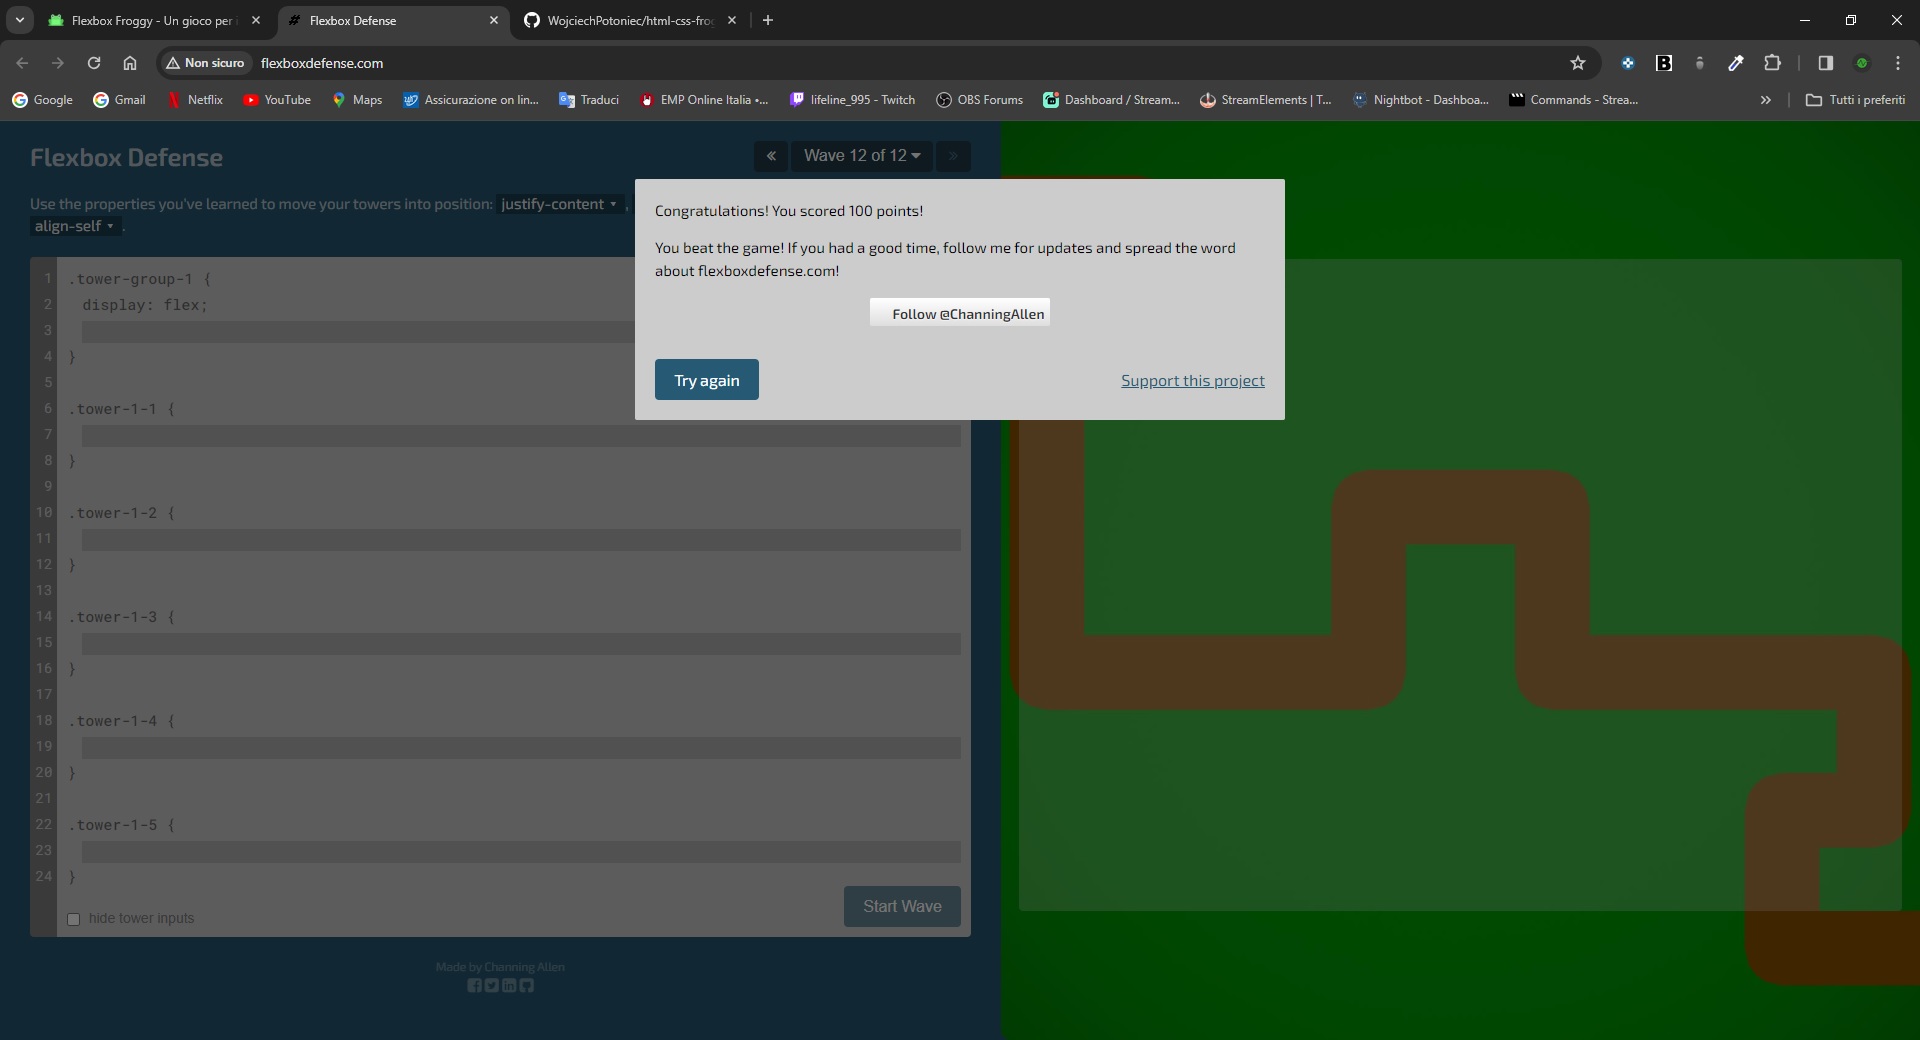 Flexbox Froggy - Un gioco per i
Flexbox Defense
WojciechPotoniec/html-css-fro
Non sicuro
flexboxdefense.com
Google
Gmail
Netflix
YouTube
Maps
Assicurazione on lin...
Traduci
EMP Online Italia •...
lifeline_995 - Twitch
OBS Forums
Dashboard / Stream...
StreamElements | T...
Nightbot - Dashboa...
Commands - Strea...
»
Tutti i preferiti
Flexbox Defense
«
Wave 12 of 12
»
Use the properties you've learned to move your towers into position: justify-content ,
align-self .
1 .tower-group-1 {
2 display: flex;
3
4 }
5
6 .tower-1-1 {
7
8 }
9
10 .tower-1-2 {
11
12 }
13
14 .tower-1-3 {
15
16 }
17
18 .tower-1-4 {
19
20 }
21
22 .tower-1-5 {
23
24 }
hide tower inputs
Start Wave
Made by Channing Allen
Congratulations! You scored 100 points!
You beat the game! If you had a good time, follow me for updates and spread the word
about flexboxdefense.com!
Follow @ChanningAllen
Try again
Support this project